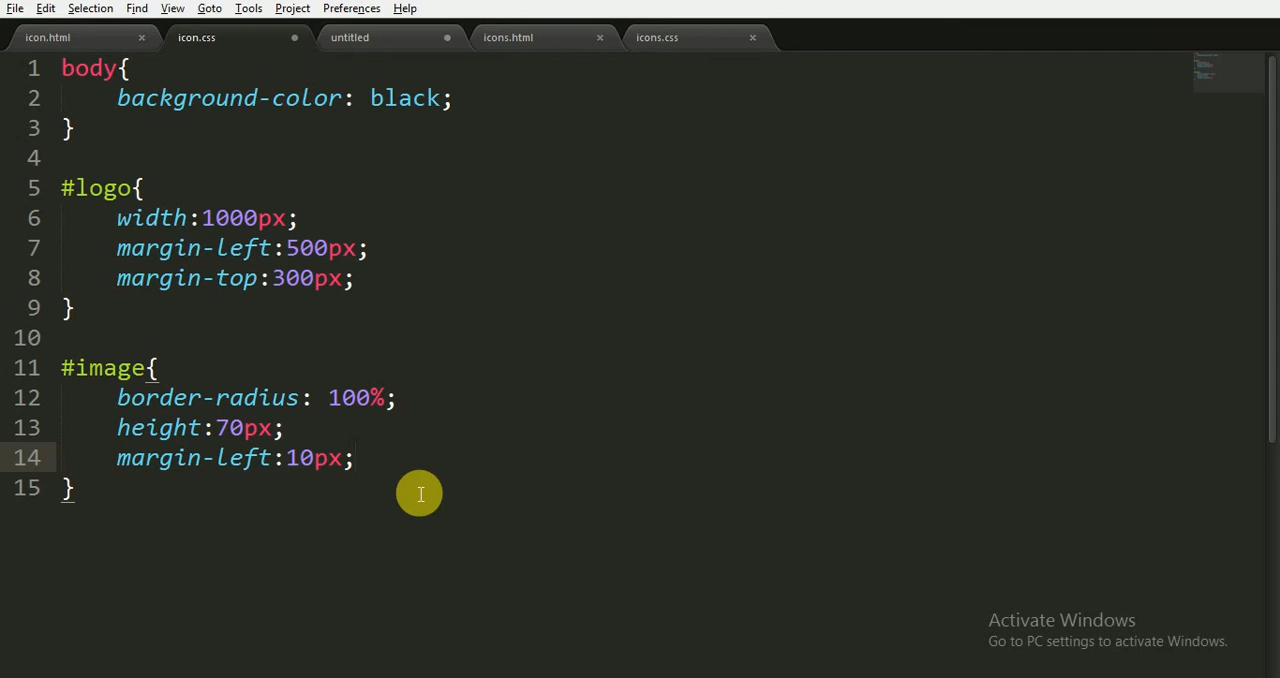 File Edit Selection Find View Goto Tools Project Preferences Help
icon.html × icon.css untitled icons.html × icons.css ×
1 body{
2 background-color: black;
3 }
4
5 #logo{
6 width:1000px;
7 margin-left:500px;
8 margin-top:300px;
9 }
10
11 #image{
12 border-radius: 100%;
13 height:70px;
14 margin-left:10px;
15 }
Activate Windows
Go to PC settings to activate Windows.